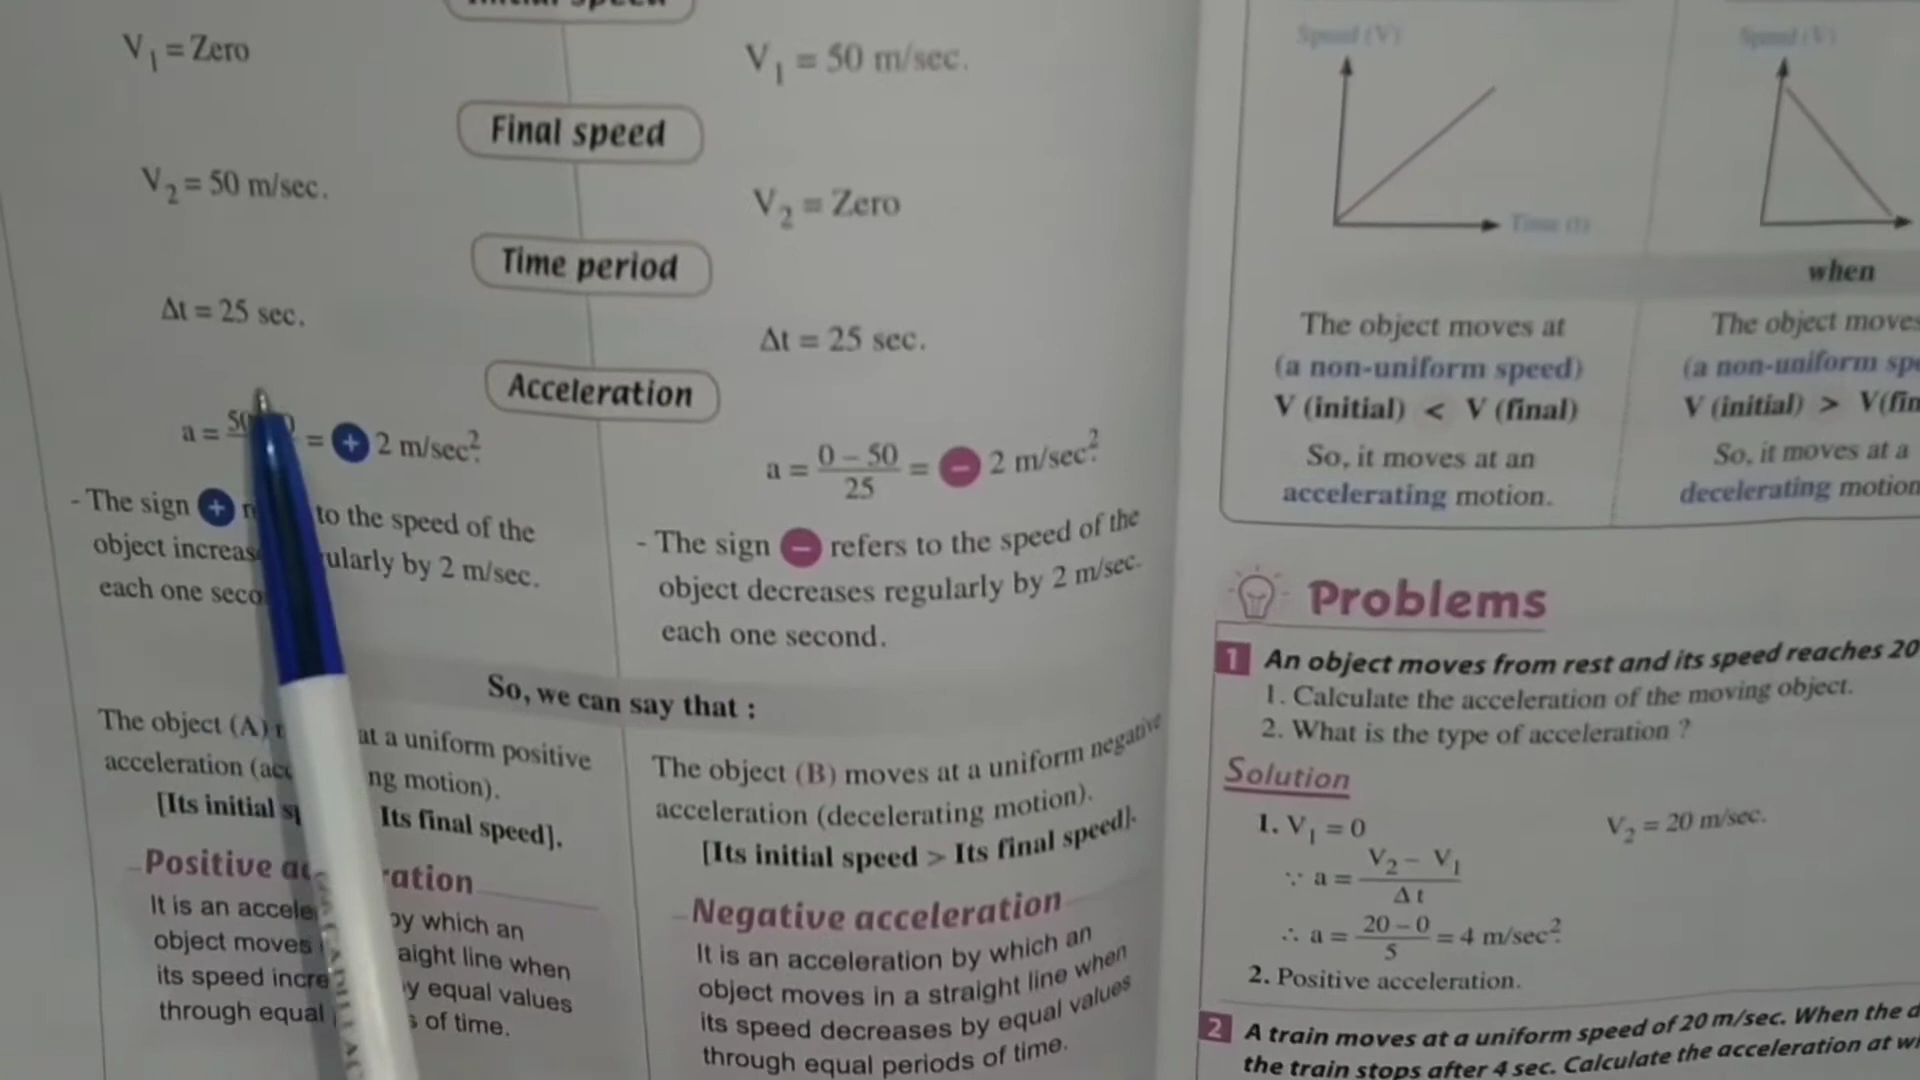 V₁ = Zero
V₁ = 50 m/sec.
Final speed
V₂ = 50 m/sec.
V₂ = Zero
Time period
Δt = 25 sec.
Δt = 25 sec.
Acceleration
a = = + 2 m/sec².
a = 0 – 50 / 25 = – 2 m/sec².
- The sign + to the speed of the
object by 2 m/sec.
each one
- The sign – refers to the speed of the
object decreases regularly by 2 m/sec.
each one second.
So, we can say that :
The object (A) at a uniform positive
acceleration motion).
[Its initial Its final speed].
The object (B) moves at a uniform negative
acceleration (decelerating motion).
[Its initial speed > Its final speed].
Positive
It is an by which an
object moves line when
its speed by equal values
through equal of time.
Negative acceleration
It is an acceleration by which an
object moves in a straight line when
its speed decreases by equal values
through equal periods of time.
Speed (V)
Time (t)
Speed (V)
when
The object moves at
(a non-uniform speed)
V (initial) < V (final)
So, it moves at an
accelerating motion.
The object moves
(a non-uniform
V (initial) >
So, it moves at a
decelerating motion
Problems
1 An object moves from rest and its speed reaches 20
1. Calculate the acceleration of the moving object.
2. What is the type of acceleration ?
Solution
1. V₁ = 0 V₂ = 20 m/sec.
∵ a = V₂ – V₁ / Δt
∴ a = 20 – 0 / 5 = 4 m/sec².
2. Positive acceleration.
2 A train moves at a uniform speed of 20 m/sec. When the
the train stops after 4 sec. Calculate the acceleration at